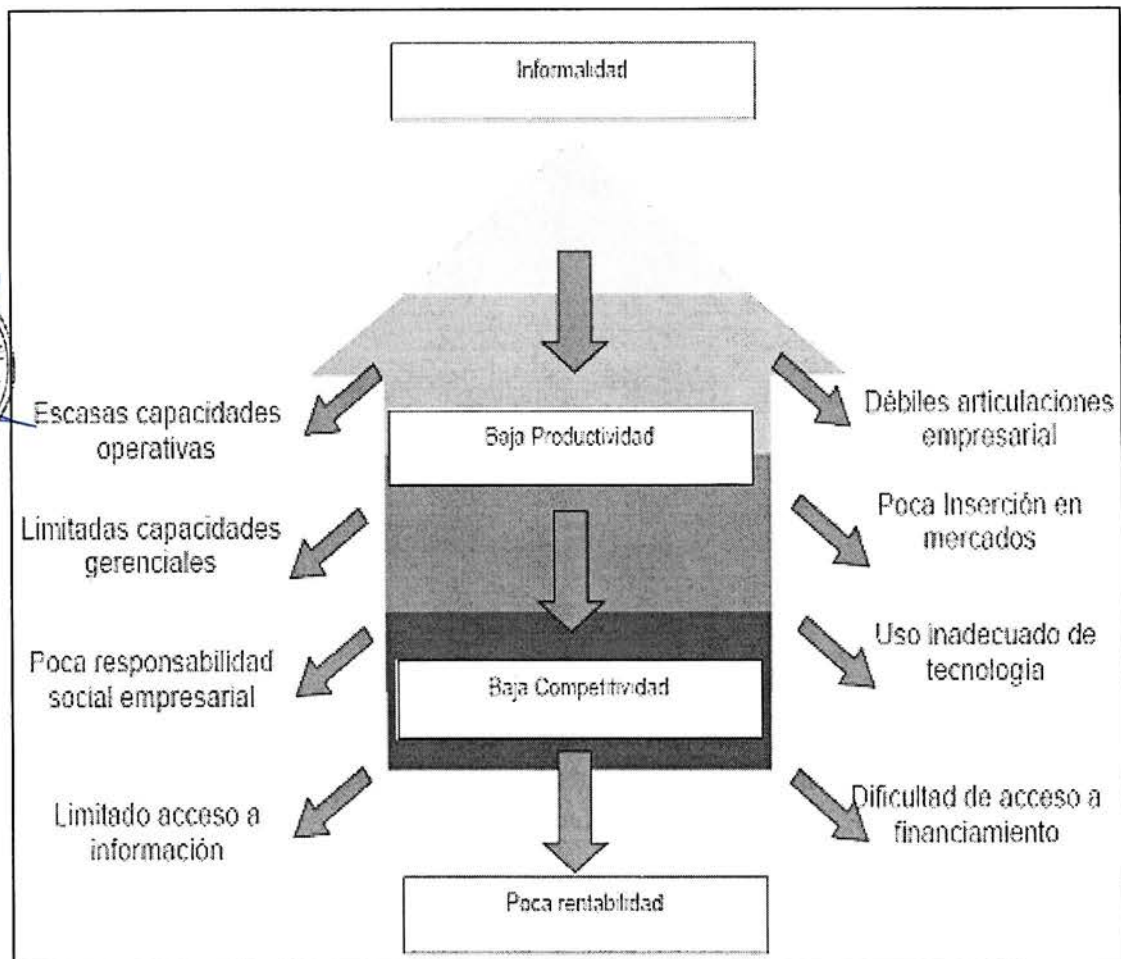 Informalidad
Escasas capacidades
operativas
Débiles articulaciones
empresarial
Baja Productividad
Limitadas capacidades
gerenciales
Poca Inserción en
mercados
Poca responsabilidad
social empresarial
Uso inadecuado de
tecnología
Baja Competitividad
Limitado acceso a
información
Dificultad de acceso a
financiamiento
Poca rentabilidad